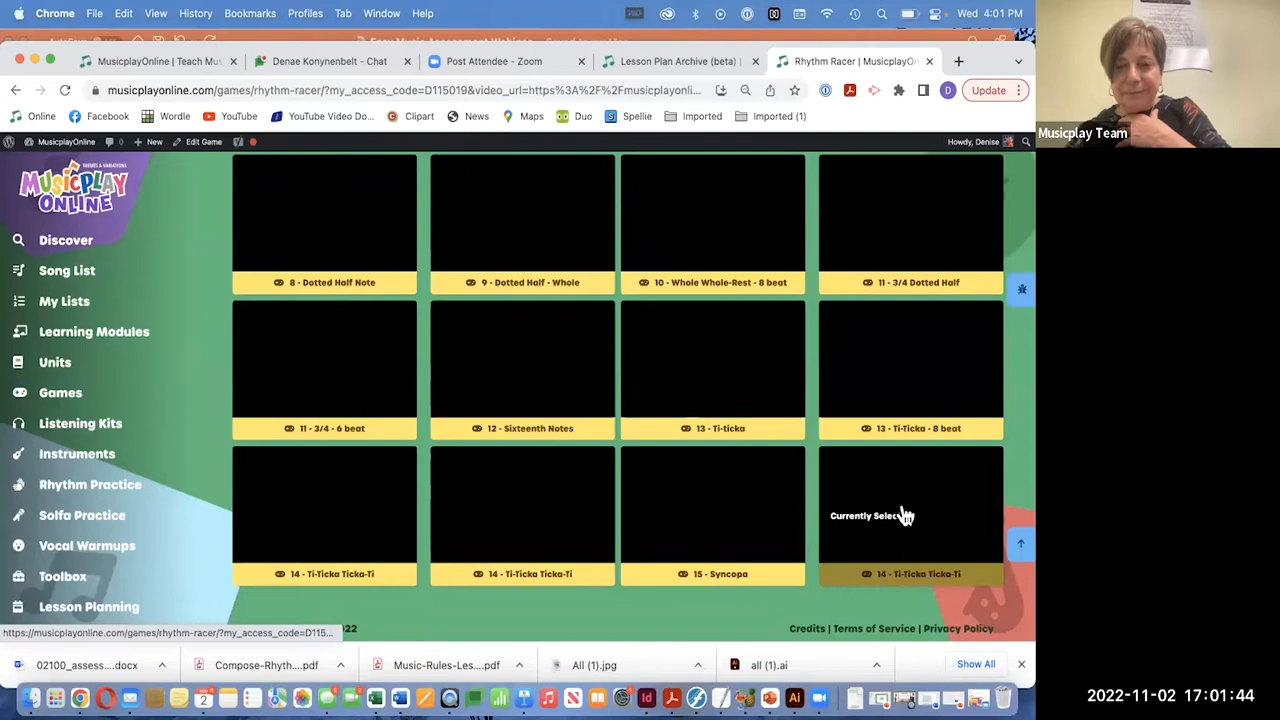 Chrome File Edit View History Bookmarks Profiles Tab Window Help Wed 4:01 PM
MusicplayOnline | Teach Mus
Denae Konynenbelt - Chat
Post Attendee - Zoom
Lesson Plan Archive (beta) |
Rhythm Racer | MusicplayOn
musicplayonline.com/games/rhythm-racer/?my_access_code=D115019&video_url=https%3A%2F%2Fmusicplayonli...
D
Update
Online Facebook Wordle YouTube YouTube Video Do... Clipart News Maps Duo Spellie Imported Imported (1)
MusicplayOnline 0 New Edit Game Howdy, Denise
THEMES & VARIATIONS
MUSICPLAY
ONLINE
Discover
Song List
My Lists
Learning Modules
Units
Games
Listening Kits
Instruments
Rhythm Practice
Solfa Practice
Vocal Warmups
Toolbox
Lesson Planning
8 - Dotted Half Note
9 - Dotted Half - Whole
10 - Whole Whole-Rest - 8 beat
11 - 3/4 Dotted Half
11 - 3/4 - 6 beat
12 - Sixteenth Notes
13 - Ti-ticka
13 - Ti-Ticka - 8 beat
Currently Selec
14 - Ti-Ticka Ticka-Ti
14 - Ti-Ticka Ticka-Ti
15 - Syncopa
14 - Ti-Ticka Ticka-Ti
2022
Credits | Terms of Service | Privacy Policy
https://musicplayonline.com/games/rhythm-racer/?my_access_code=D115...
02100_assess....docx
Compose-Rhyth....pdf
Music-Rules-Les....pdf
All (1).jpg
all (1).ai
Show All
Musicplay Team
2022-11-02 17:01:44